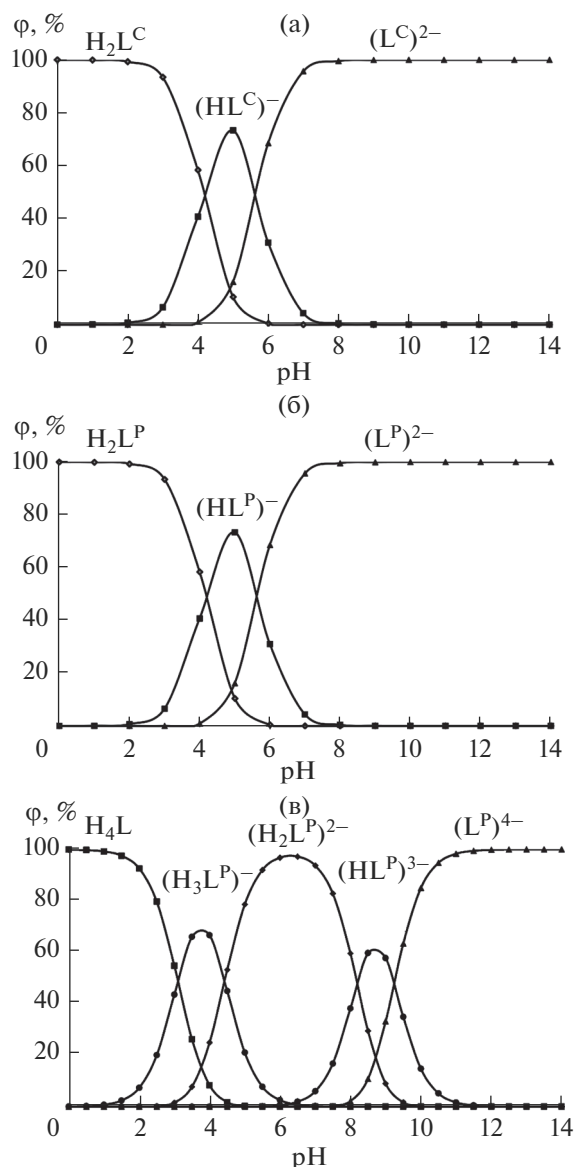 (а)
φ, %
H₂Lᶜ
(Lᶜ)²⁻
100
(HLᶜ)⁻
80
60
40
20
0 2 4 6 8 10 12 14
pH
(б)
φ, %
H₂Lᴾ
(Lᴾ)²⁻
100
(HLᴾ)⁻
80
60
40
20
0 2 4 6 8 10 12 14
pH
(в)
φ, %
H₄L
(H₂Lᴾ)²⁻
(Lᴾ)⁴⁻
100
(H₃Lᴾ)⁻
(HLᴾ)³⁻
80
60
40
20
0 2 4 6 8 10 12 14
pH